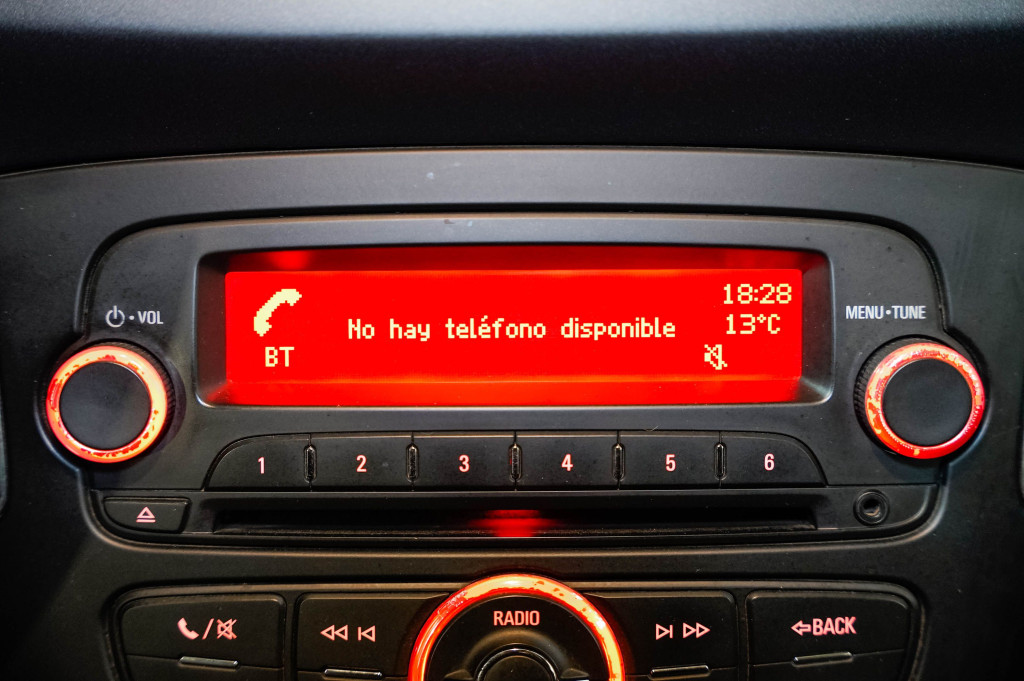 18:28
No hay teléfono disponible
13°C
BT
VOL
MENU•TUNE
1 2 3 4 5 6
RADIO
BACK